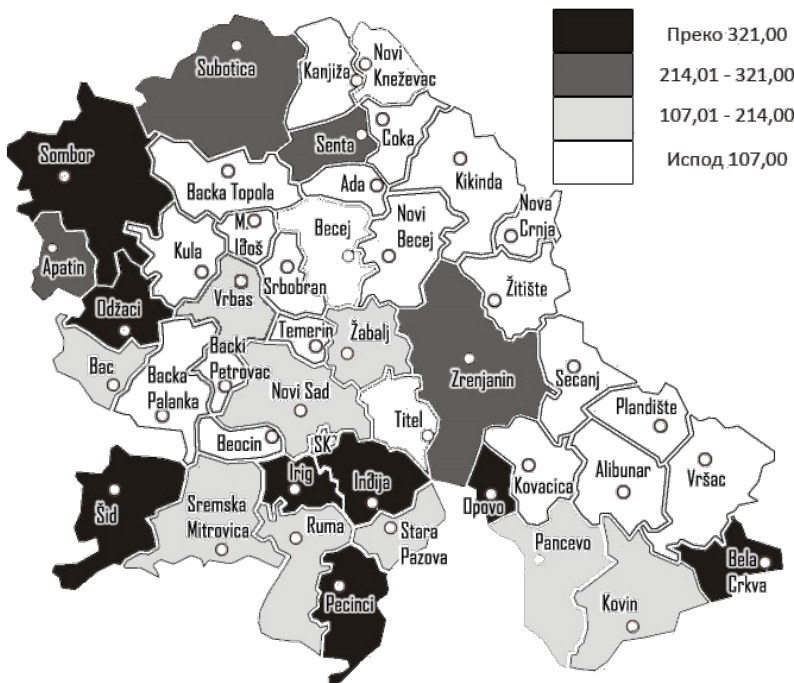 Преко 321,00
214,01 - 321,00
107,01 - 214,00
Испод 107,00
Subotica
Kanjiža
Novi
Kneževac
Senta
Coka
Sombor
Backa Topola
Ada
Kikinda
Nova
Crnja
Apatin
Kula
M.
Iđoš
Becej
Novi
Becej
Srbobran
Žitište
Odžaci
Vrbas
Temerin
Žabalj
Zrenjanin
Secanj
Bac
Backa
Palanka
Backi
Petrovac
Novi Sad
Titel
Plandište
Beocin
SK
Irig
Inđija
Opovo
Kovacica
Alibunar
Vršac
Šid
Sremska
Mitrovica
Ruma
Stara
Pazova
Pancevo
Bela
Crkva
Pecinci
Kovin